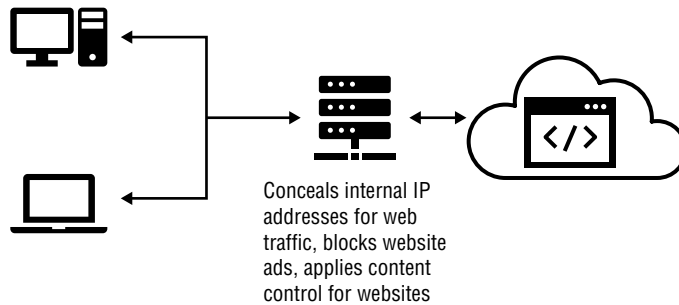 </>
Conceals internal IP
addresses for web
traffic, blocks website
ads, applies content
control for websites